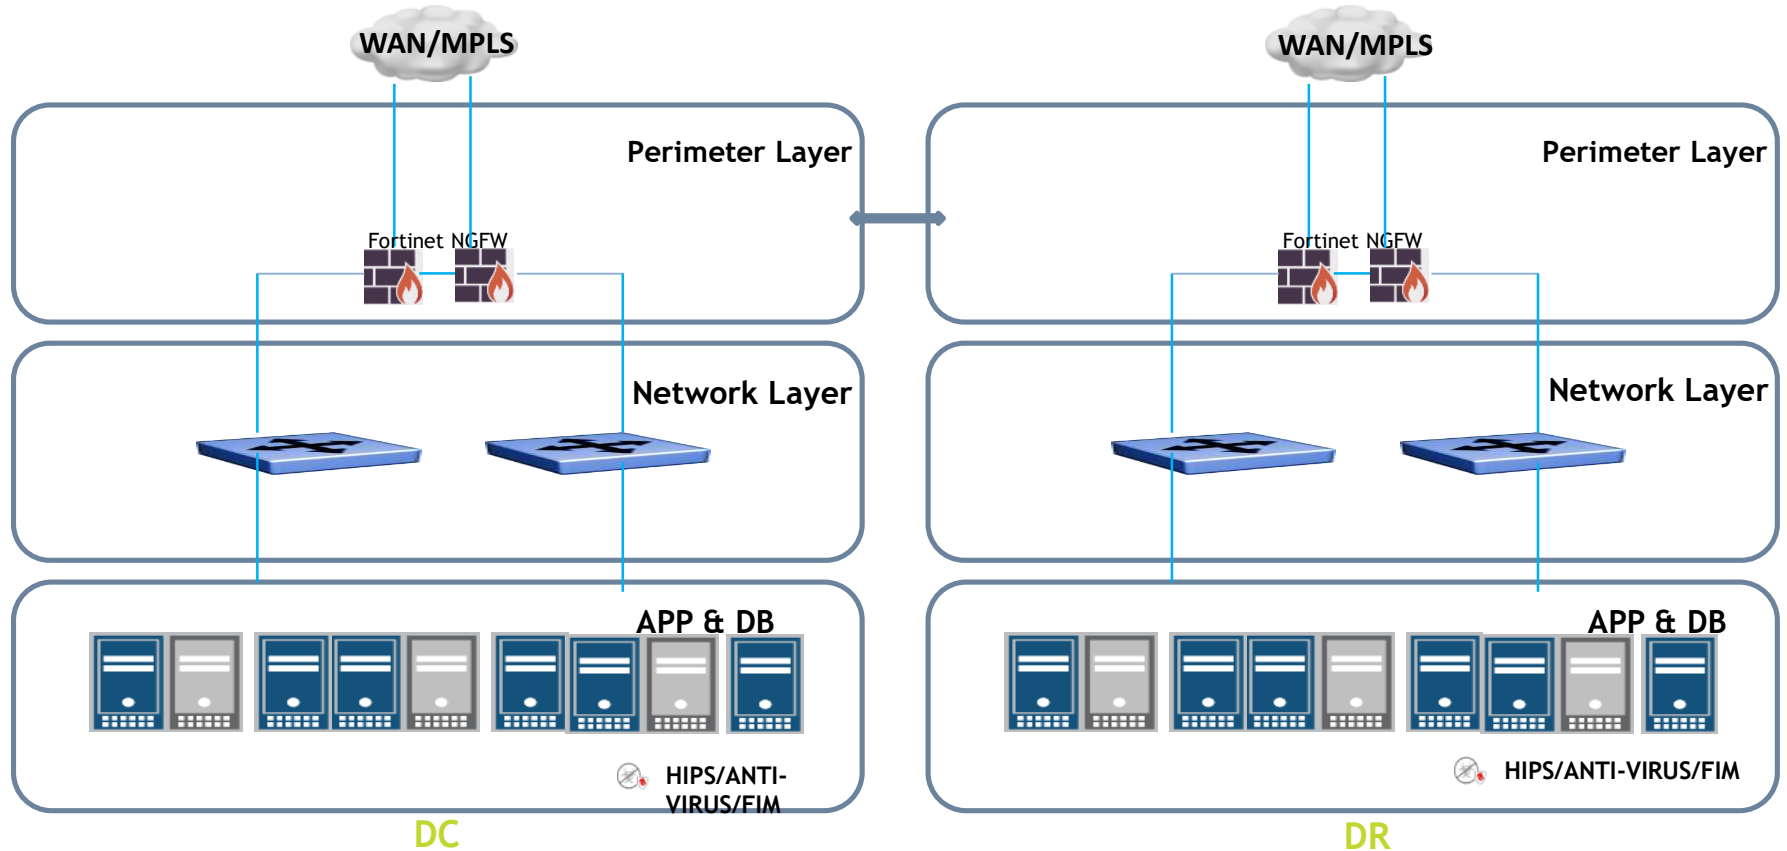 WAN/MPLS
Perimeter Layer
Fortinet NGFW
Network Layer
APP & DB
HIPS/ANTI-
VIRUS/FIM
DC
WAN/MPLS
Perimeter Layer
Fortinet NGFW
Network Layer
APP & DB
HIPS/ANTI-VIRUS/FIM
DR